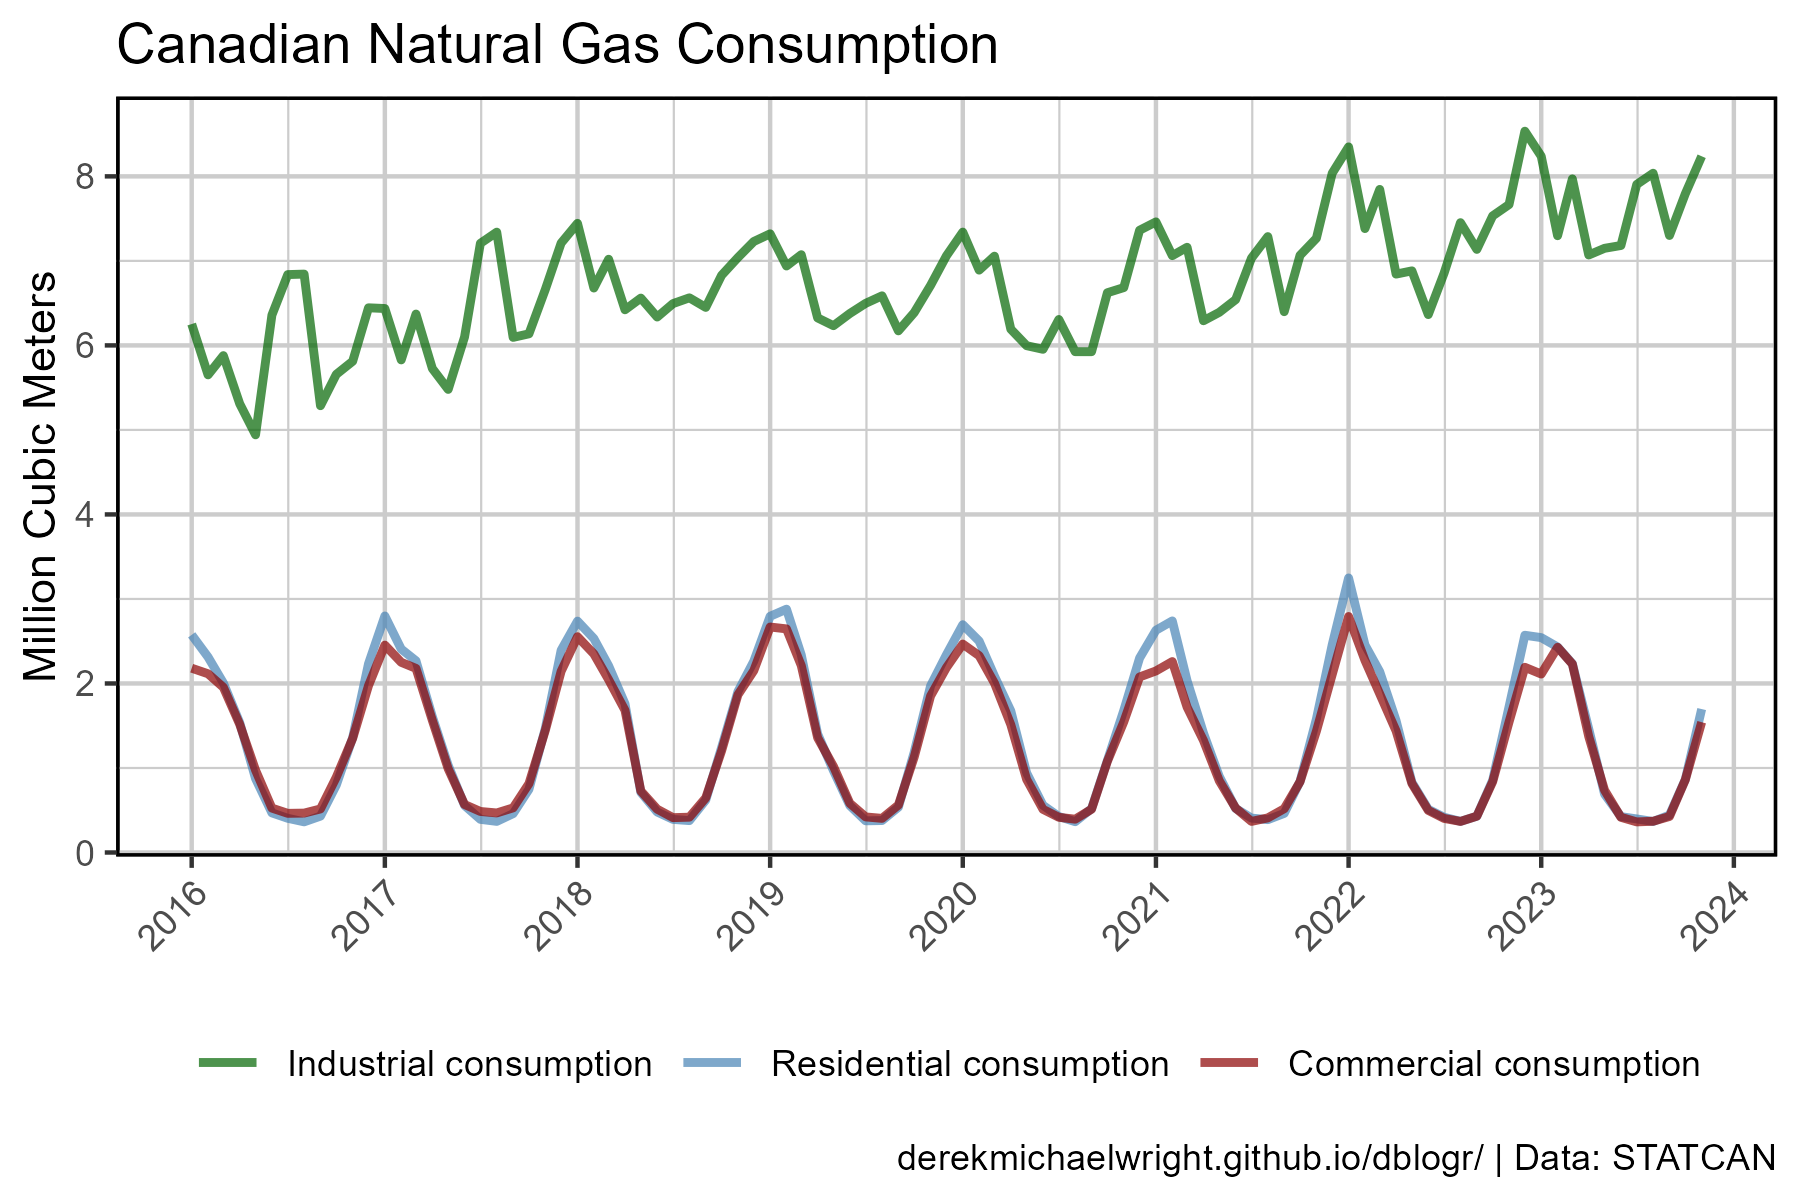 Canadian Natural Gas Consumption
Million Cubic Meters
8
6
4
2
0
2016
2017
2018
2019
2020
2021
2022
2023
2024
Industrial consumption
Residential consumption
Commercial consumption
derekmichaelwright.github.io/dblogr/ | Data: STATCAN